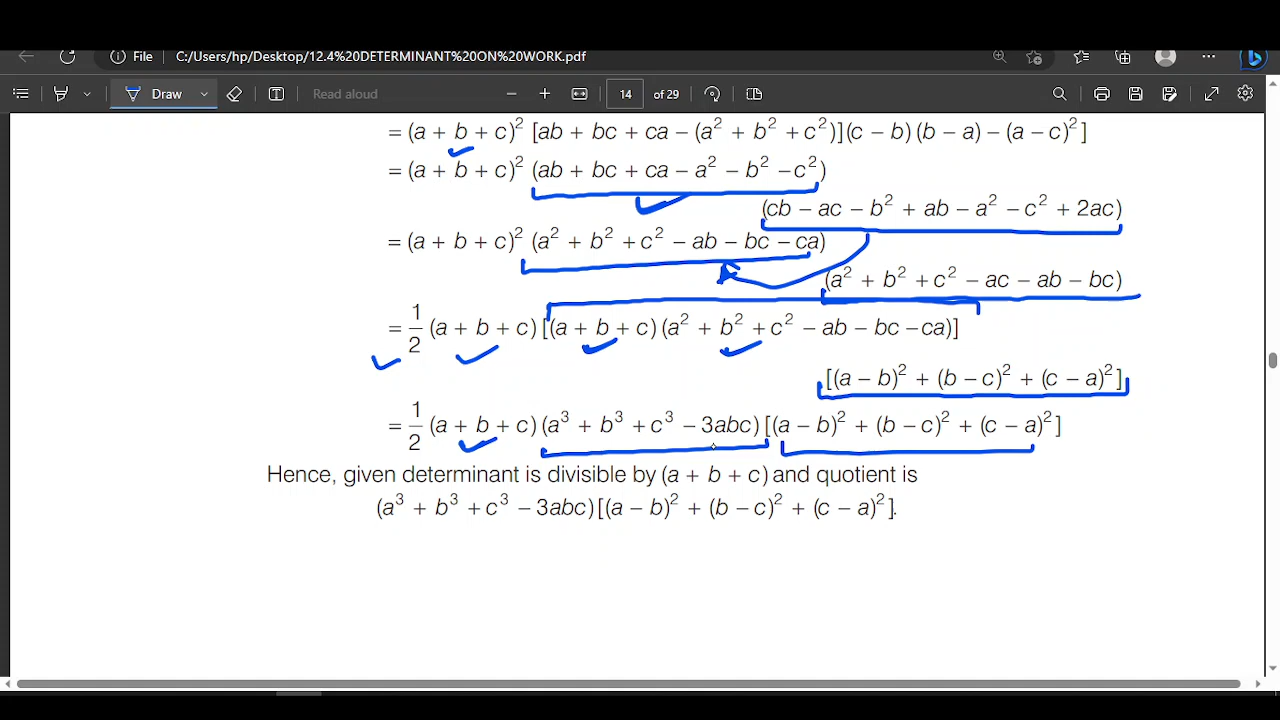 File C:/Users/hp/Desktop/12.4%20DETERMINANT%20ON%20WORK.pdf
Draw Read aloud 14 of 29
= (a + b + c)² [ab + bc + ca − (a² + b² + c²)](c − b) (b − a) − (a − c)² ]
= (a + b + c)² (ab + bc + ca − a² − b² − c²)
(cb − ac − b² + ab − a² − c² + 2ac)
= (a + b + c)² (a² + b² + c² − ab − bc − ca)
(a² + b² + c² − ac − ab − bc)
= 1/2 (a + b + c) [(a + b + c) (a² + b² + c² − ab − bc − ca)]
[(a − b)² + (b − c)² + (c − a)²]
= 1/2 (a + b + c) (a³ + b³ + c³ − 3abc) [(a − b)² + (b − c)² + (c − a)²]
Hence, given determinant is divisible by (a + b + c) and quotient is
(a³ + b³ + c³ − 3abc) [(a − b)² + (b − c)² + (c − a)²].